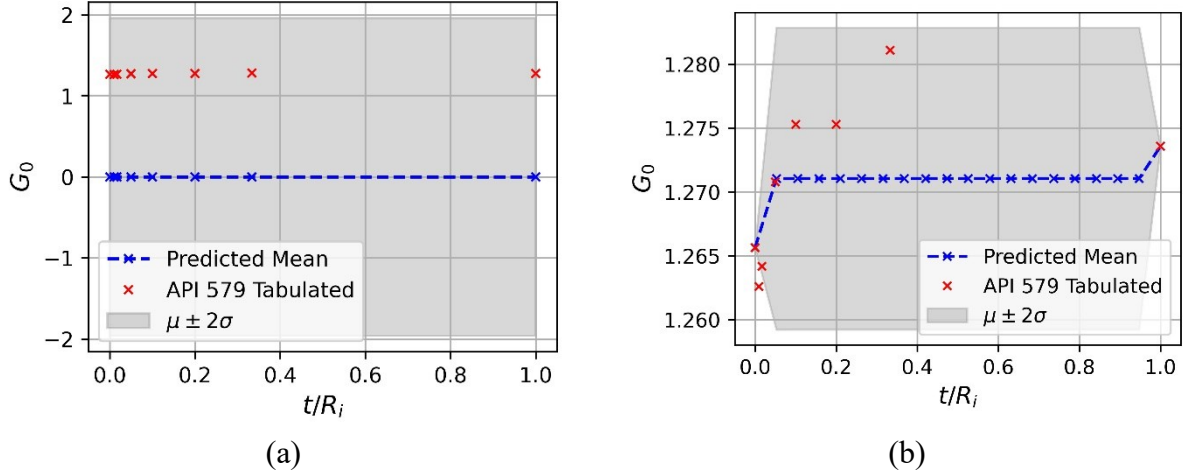 2
1
0
−1
−2
G₀
0.0 0.2 0.4 0.6 0.8 1.0
t/Rᵢ
Predicted Mean
API 579 Tabulated
μ ± 2σ
(a)
1.280
1.275
1.270
1.265
1.260
G₀
0.0 0.2 0.4 0.6 0.8 1.0
t/Rᵢ
Predicted Mean
API 579 Tabulated
μ ± 2σ
(b)